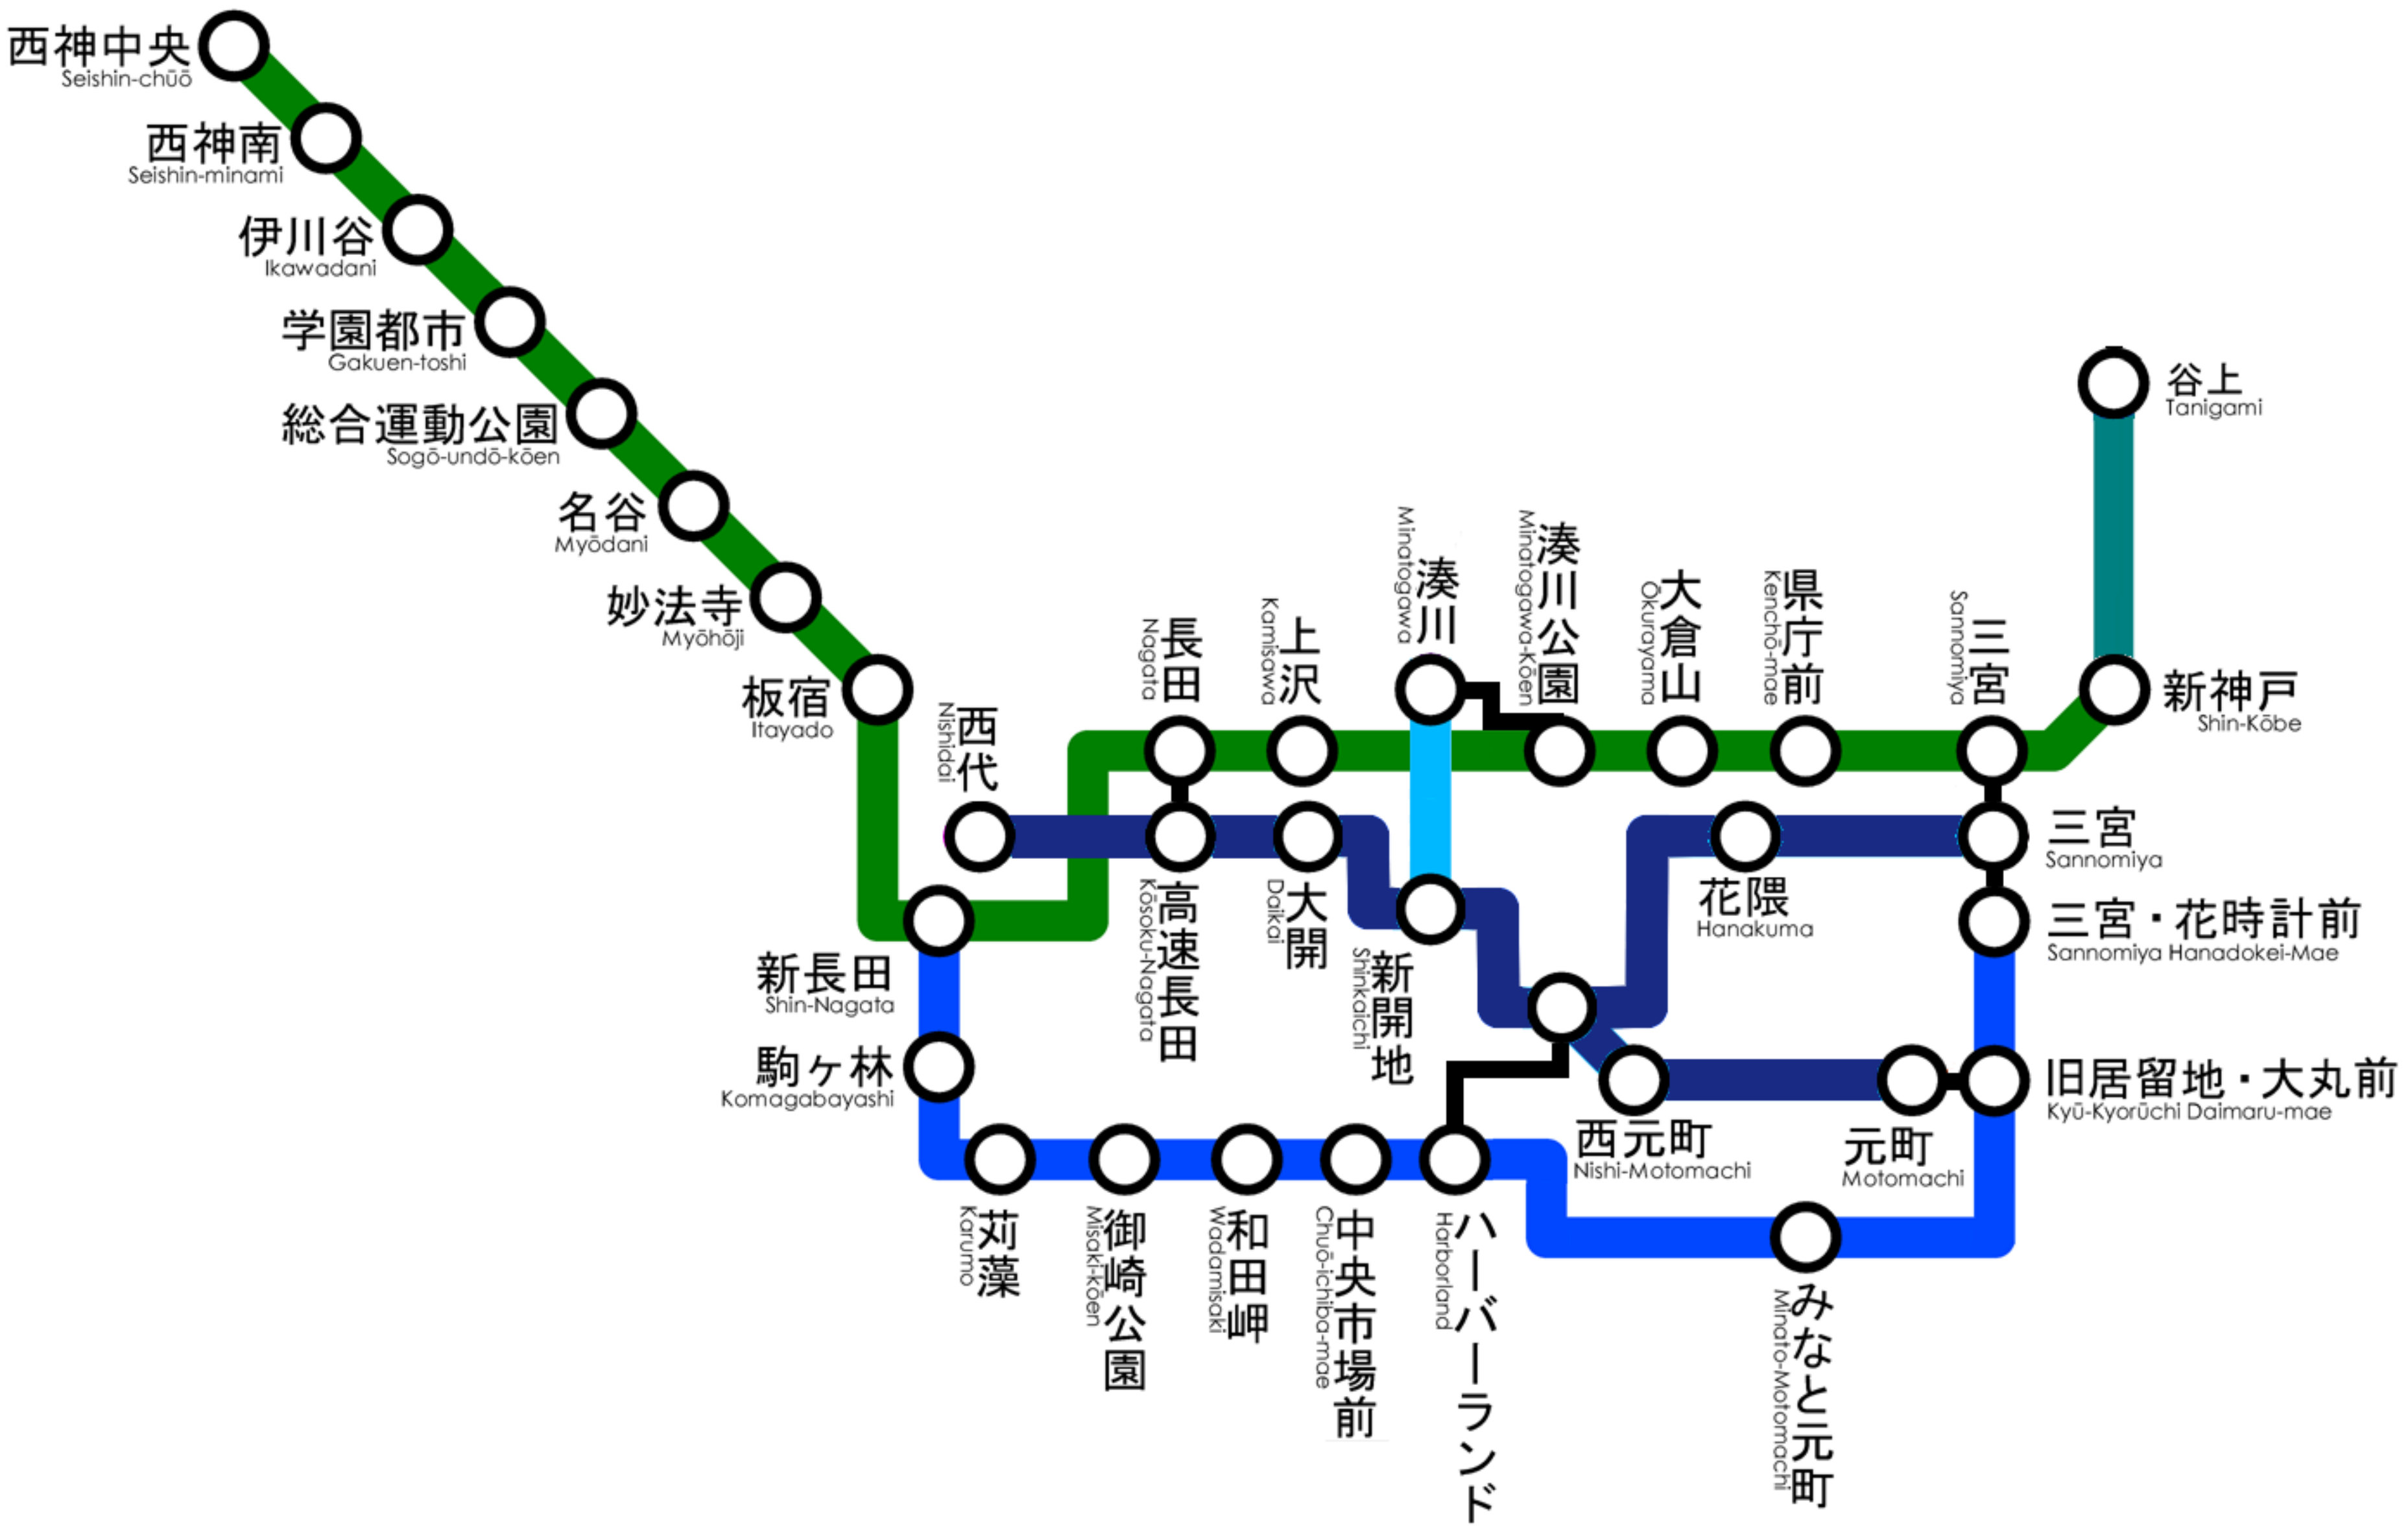 西神中央
Seishin-chūō
西神南
Seishin-minami
伊川谷
Ikawadani
学園都市
Gakuen-toshi
総合運動公園
Sogō-undō-kōen
名谷
Myōdani
妙法寺
Myōhōji
板宿
Itayado
西代
Nishidai
長田
Nagata
上沢
Kamisawa
湊川
Minatogawa
湊川公園
Minatogawa-Kōen
大倉山
Ōkurayama
県庁前
Kenchō-mae
三宮
Sannomiya
谷上
Tanigami
新神戸
Shin-Kōbe
三宮
Sannomiya
三宮・花時計前
Sannomiya Hanadokei-Mae
花隈
Hanakuma
高速長田
Kōsoku-Nagata
大開
Daikai
新開地
Shinkaichi
新長田
Shin-Nagata
駒ヶ林
Komagabayashi
西元町
Nishi-Motomachi
元町
Motomachi
旧居留地・大丸前
Kyū-Kyorūchi Daimaru-mae
苅藻
Karumo
御崎公園
Misaki-kōen
和田岬
Wadamisaki
中央市場前
Chuō-ichiba-mae
ハーバーランド
Harborland
みなと元町
Minato-Motomachi